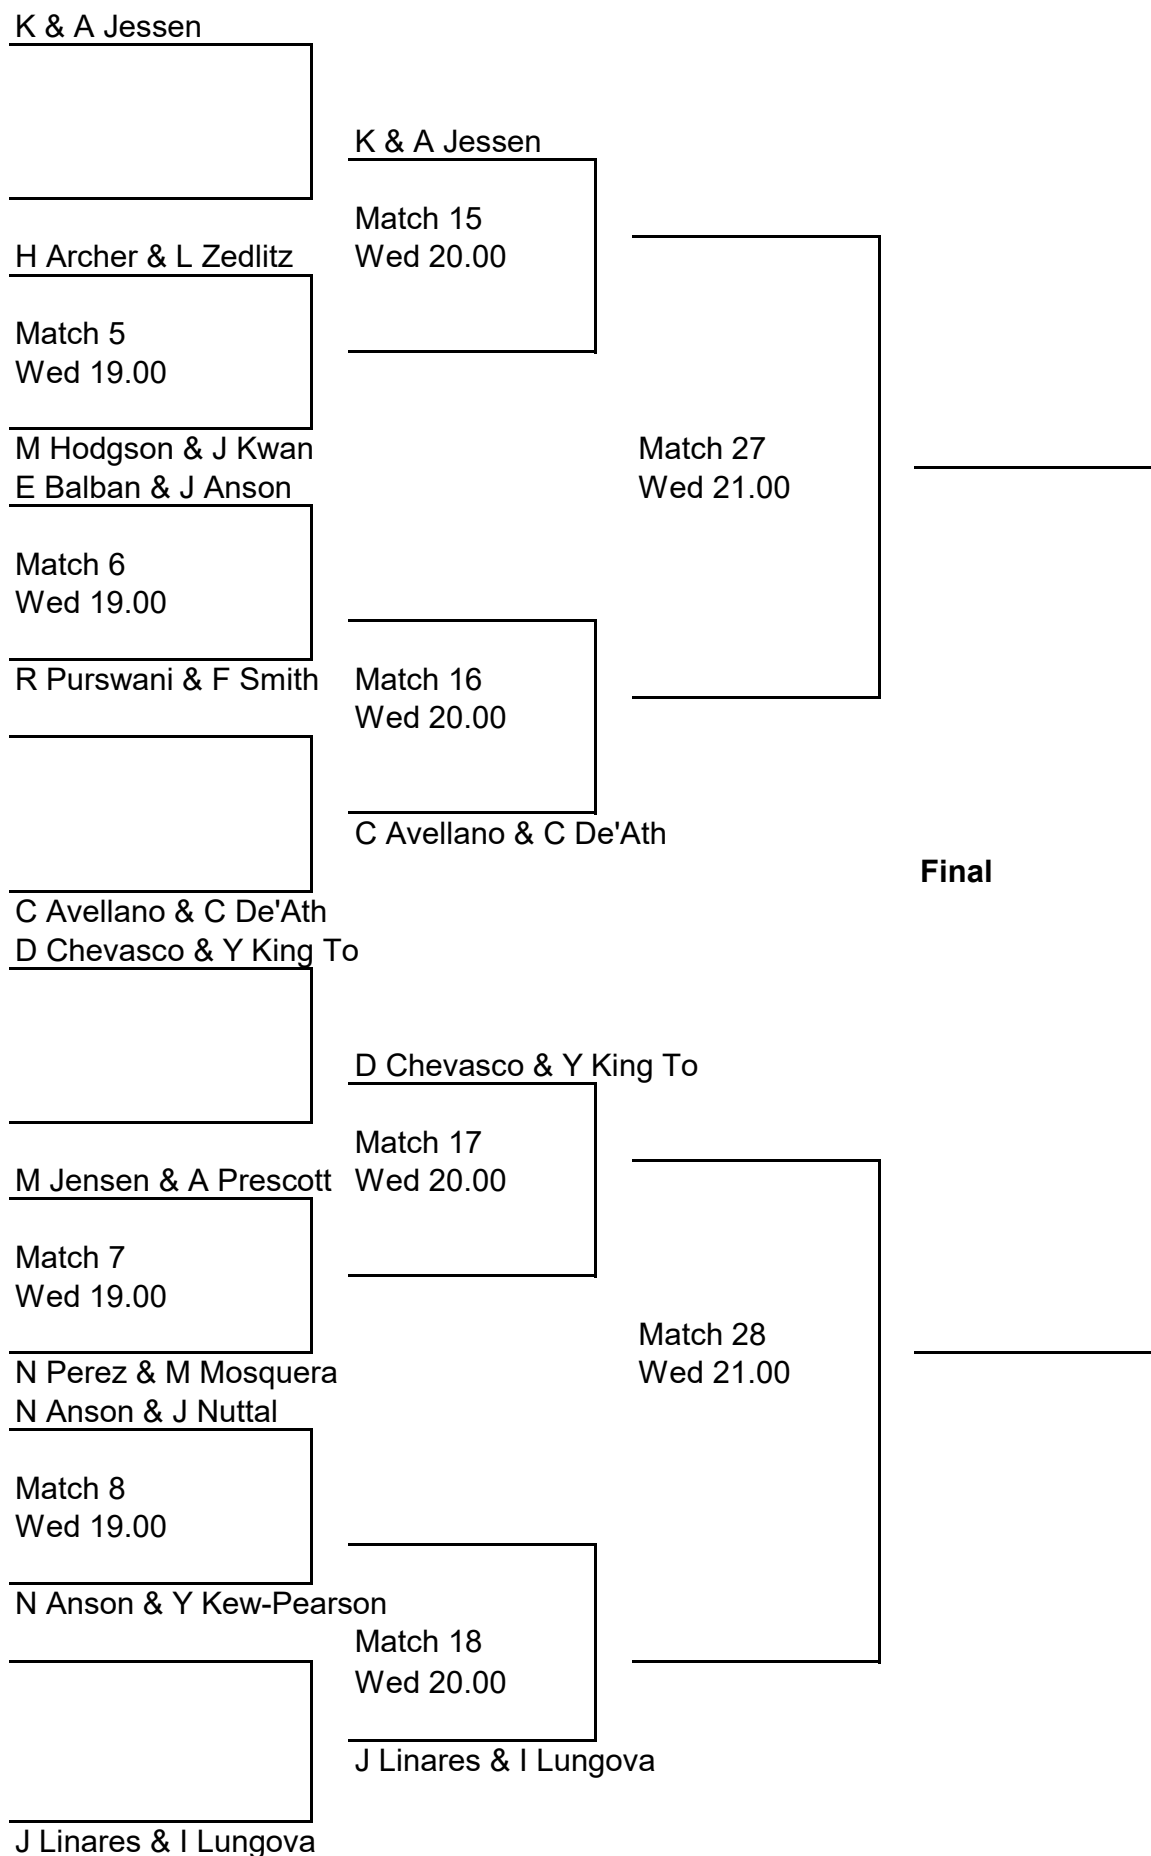 K & A Jessen
K & A Jessen
Match 15
H Archer & L Zedlitz
Wed 20.00
Match 5
Wed 19.00
M Hodgson & J Kwan
Match 27
E Balban & J Anson
Wed 21.00
Match 6
Wed 19.00
R Purswani & F Smith
Match 16
Wed 20.00
C Avellano & C De'Ath
Final
C Avellano & C De'Ath
D Chevasco & Y King To
D Chevasco & Y King To
Match 17
M Jensen & A Prescott
Wed 20.00
Match 7
Wed 19.00
Match 28
N Perez & M Mosquera
Wed 21.00
N Anson & J Nuttal
Match 8
Wed 19.00
N Anson & Y Kew-Pearson
Match 18
Wed 20.00
J Linares & I Lungova
J Linares & I Lungova